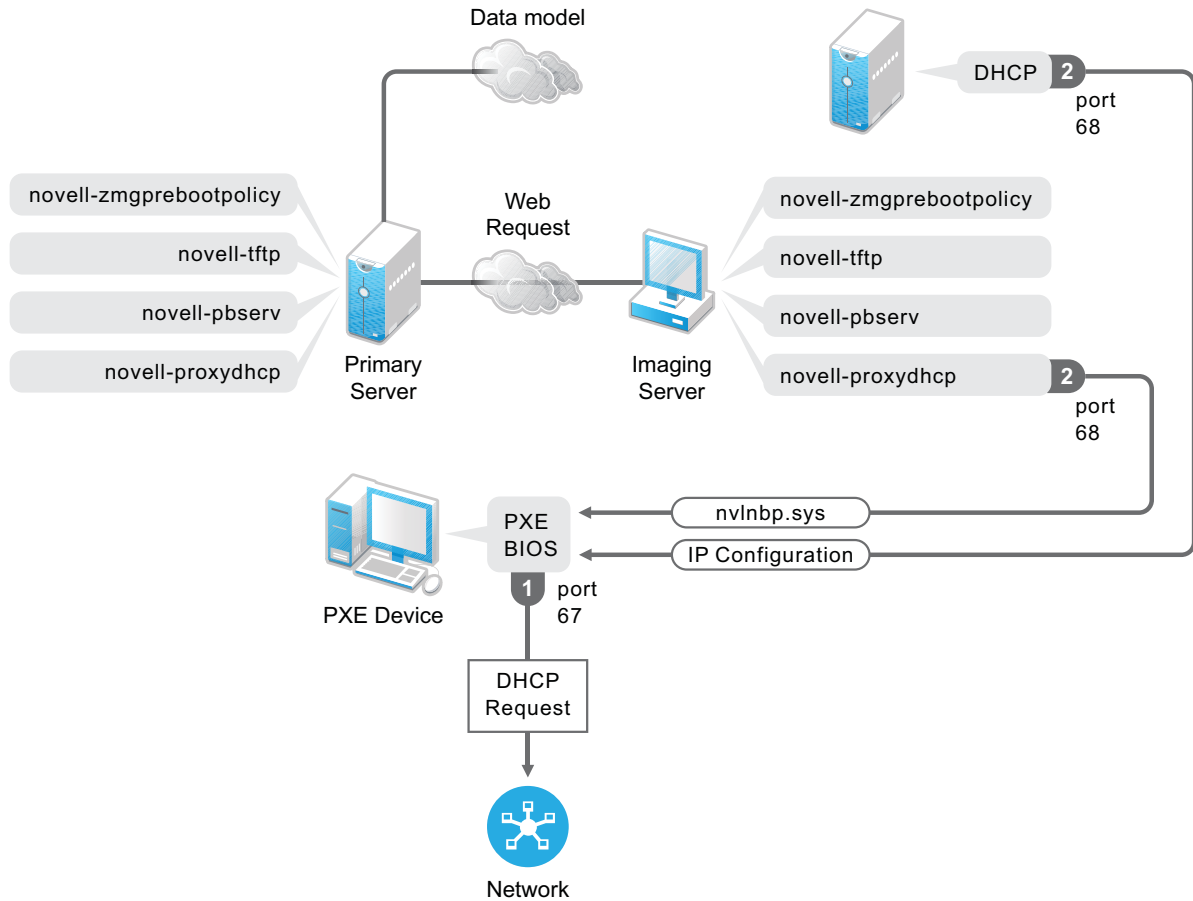 Data model
DHCP
2
port
68
novell-zmgprebootpolicy
novell-tftp
novell-pbserv
novell-proxydhcp
Primary
Server
Web
Request
Imaging
Server
novell-zmgprebootpolicy
novell-tftp
novell-pbserv
novell-proxydhcp
2
port
68
nvlnbp.sys
IP Configuration
PXE
BIOS
1
port
67
PXE Device
DHCP
Request
Network